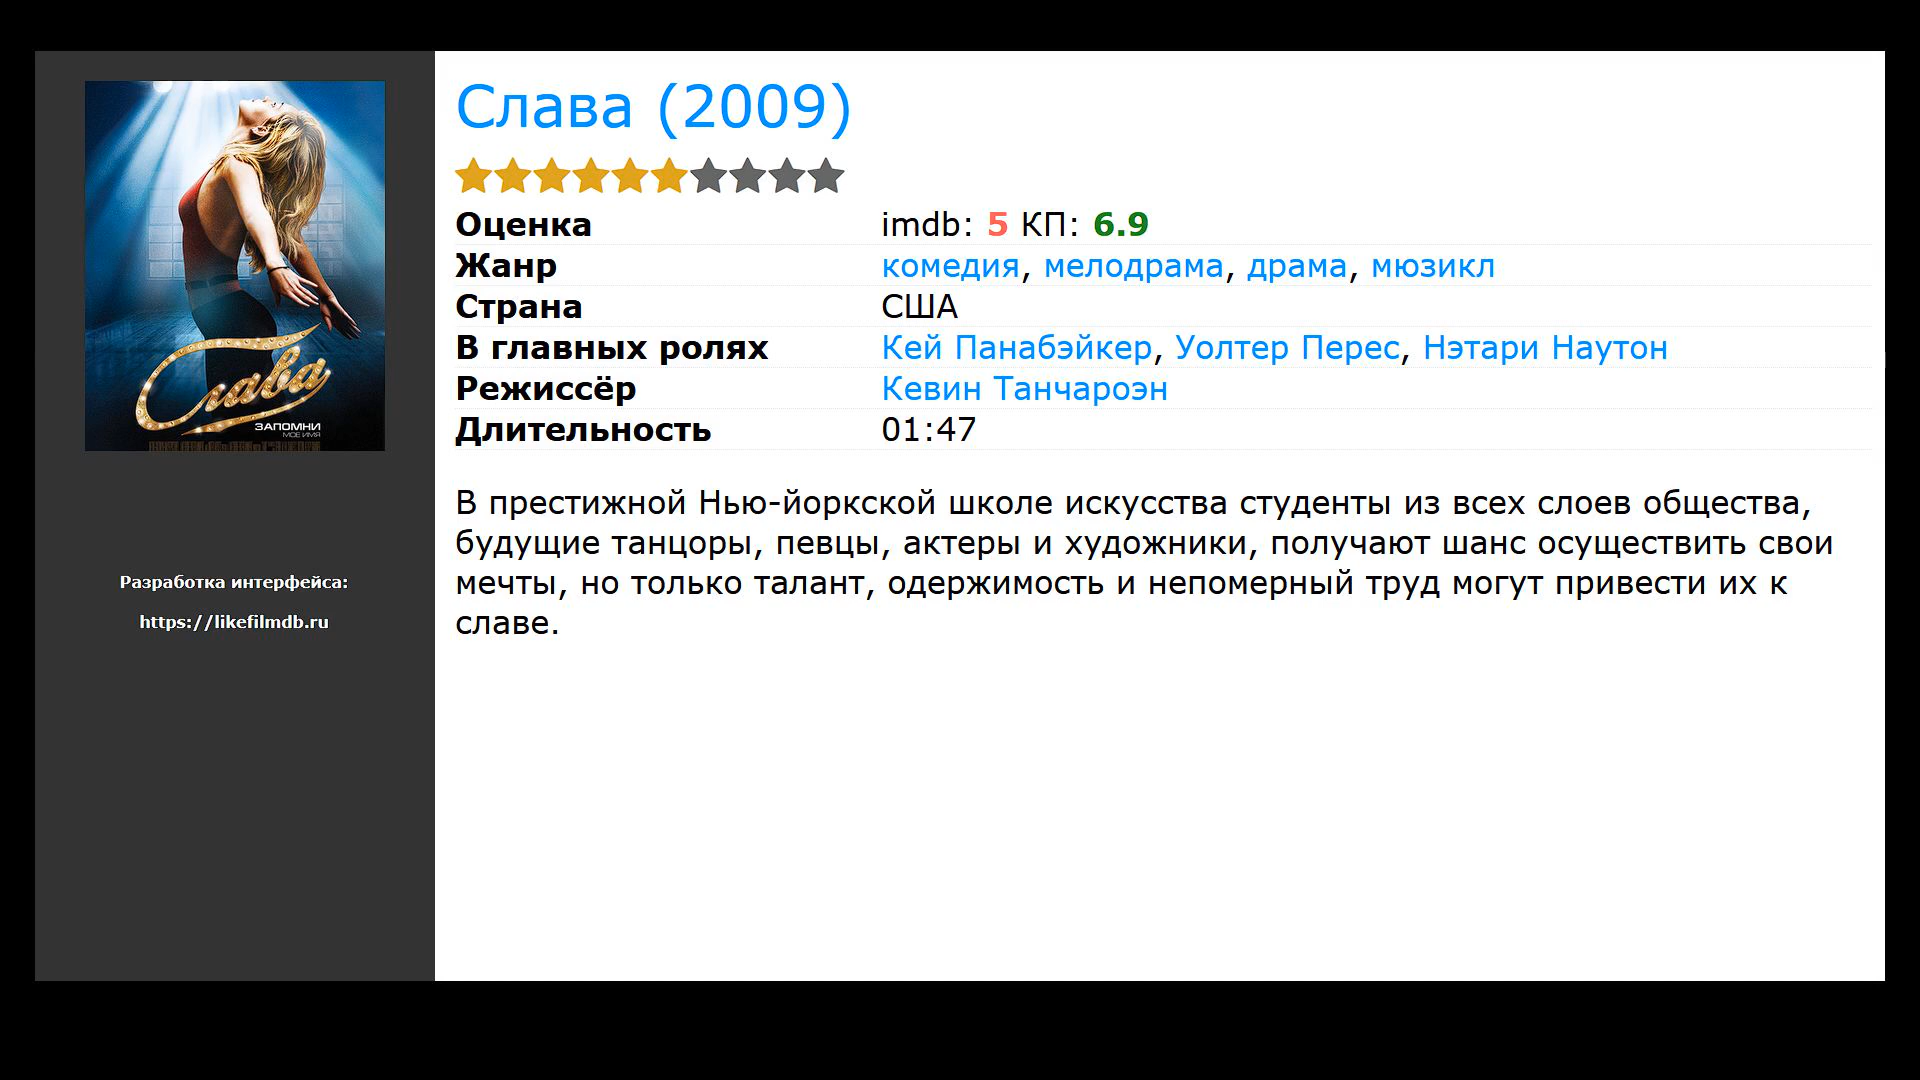 Слава
ЗАПОМНИ
МОЕ ИМЯ
Разработка интерфейса:
https://likefilmdb.ru
Слава (2009)
Оценка imdb: 5 КП: 6.9
Жанр комедия, мелодрама, драма, мюзикл
Страна США
В главных ролях Кей Панабэйкер, Уолтер Перес, Нэтари Наутон
Режиссёр Кевин Танчароэн
Длительность 01:47
В престижной Нью-йоркской школе искусства студенты из всех слоев общества,
будущие танцоры, певцы, актеры и художники, получают шанс осуществить свои
мечты, но только талант, одержимость и непомерный труд могут привести их к
славе.